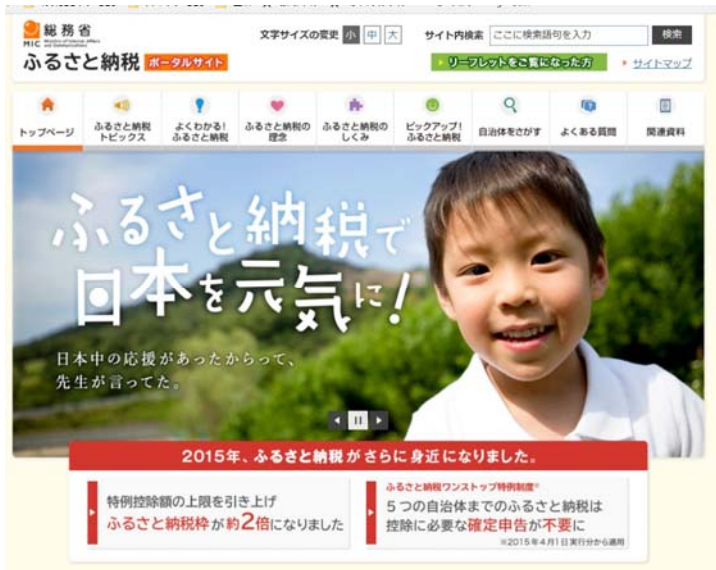 総務省
MIC Ministry of Internal Affairs and Communications
ふるさと納税 ポータルサイト
文字サイズの変更 小 中 大
サイト内検索 ここに検索語句を入力 検索
リーフレットをご覧になった方 サイトマップ
トップページ
ふるさと納税
トピックス
よくわかる!
ふるさと納税
ふるさと納税の
理念
ふるさと納税の
しくみ
ピックアップ!
ふるさと納税
自治体をさがす
よくある質問
関連資料
ふるさと納税で
日本を元気に!
日本中の応援があったからって、
先生が言ってた。
2015年、ふるさと納税がさらに身近になりました。
特例控除額の上限を引き上げ
ふるさと納税枠が約2倍になりました
ふるさと納税ワンストップ特例制度※
5つの自治体までのふるさと納税は
控除に必要な確定申告が不要に
※2015年4月1日実行分から適用